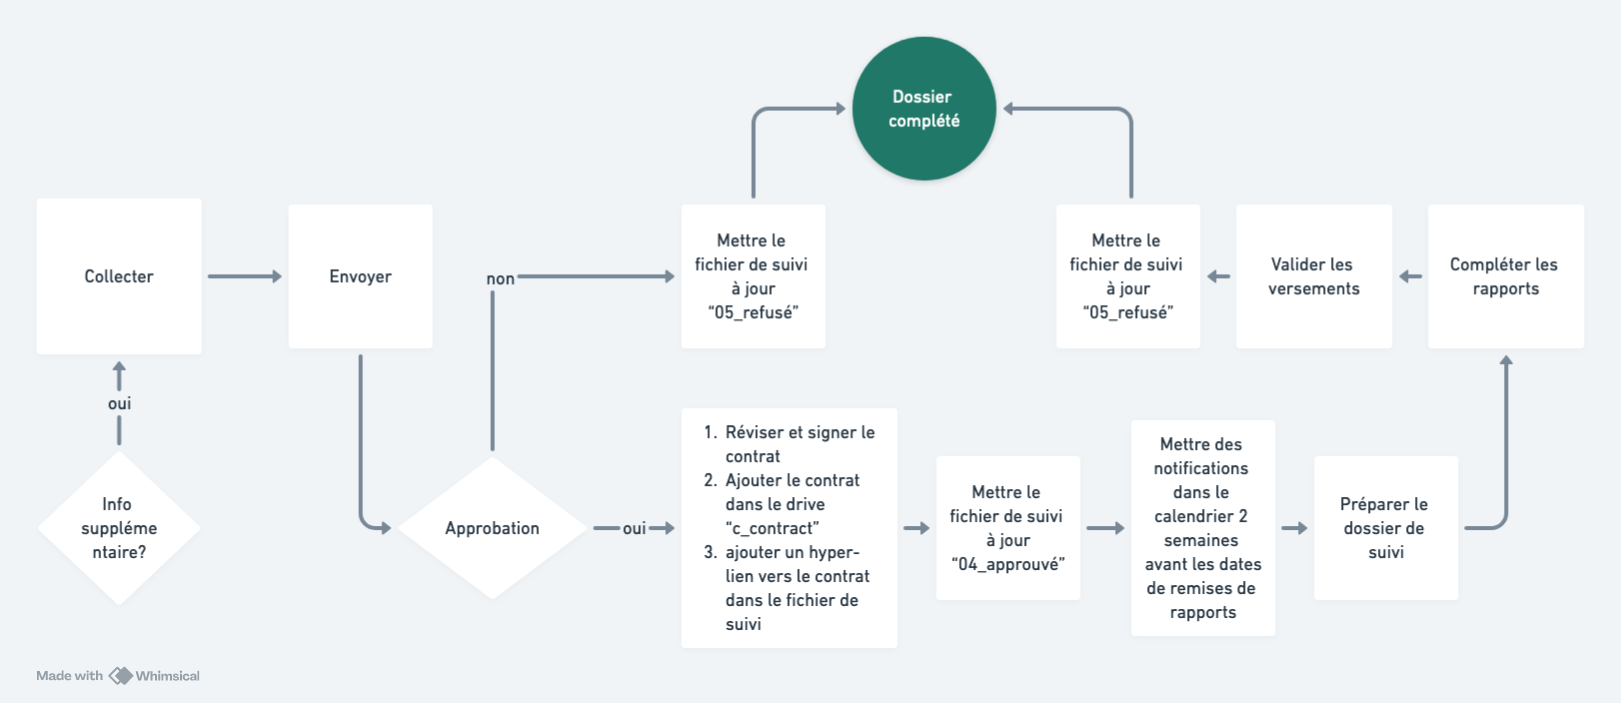 Dossier
complété
Collecter
Envoyer
non
Mettre le
fichier de suivi
à jour
“05_refusé”
Mettre le
fichier de suivi
à jour
“05_refusé”
Valider les
versements
Compléter les
rapports
oui
Info
suppléme
ntaire?
Approbation
oui
1. Réviser et signer le
contrat
2. Ajouter le contrat
dans le drive
“c_contract”
3. ajouter un hyper-
lien vers le contrat
dans le fichier de
suivi
Mettre le
fichier de suivi
à jour
“04_approuvé”
Mettre des
notifications
dans le
calendrier 2
semaines
avant les dates
de remises de
rapports
Préparer le
dossier de
suivi
Made with Whimsical